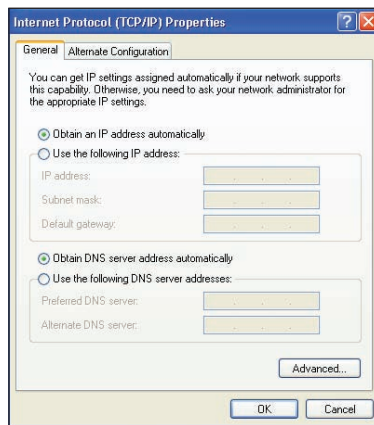 Internet Protocol (TCP/IP) Properties
General
Alternate Configuration
You can get IP settings assigned automatically if your network supports
this capability. Otherwise, you need to ask your network administrator for
the appropriate IP settings.
Obtain an IP address automatically
Use the following IP address:
IP address:
Subnet mask:
Default gateway:
Obtain DNS server address automatically
Use the following DNS server addresses:
Preferred DNS server:
Alternate DNS server:
Advanced...
OK
Cancel